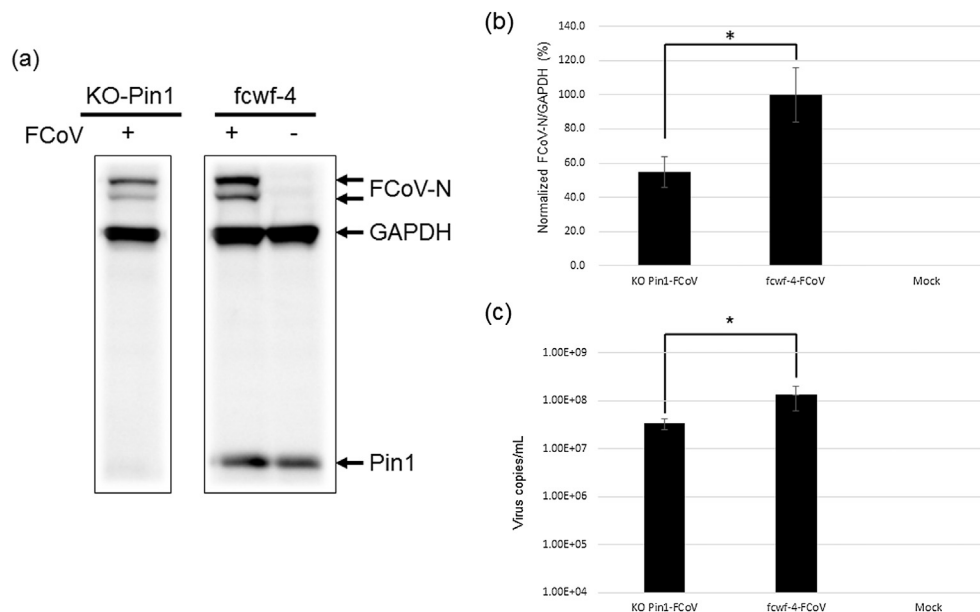 (a)
KO-Pin1 fcwf-4
FCoV + + -
FCoV-N
GAPDH
Pin1
(b)
Normalized FCoV-N/GAPDH (%)
140.0
120.0
100.0
80.0
60.0
40.0
20.0
0.0
*
KO Pin1-FCoV fcwf-4-FCoV Mock
(c)
Virus copies/mL
1.00E+09
1.00E+08
1.00E+07
1.00E+06
1.00E+05
1.00E+04
*
KO Pin1-FCoV fcwf-4-FCoV Mock